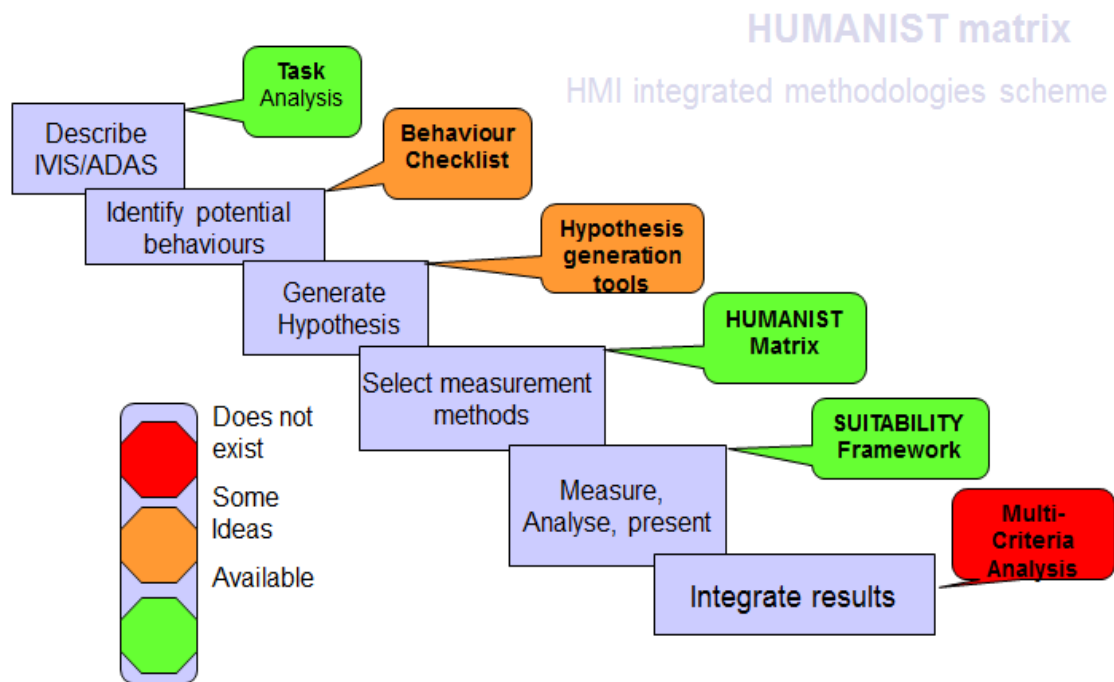 HUMANIST matrix
HMI integrated methodologies scheme
Task
Analysis
Describe
IVIS/ADAS
Behaviour
Checklist
Identify potential
behaviours
Hypothesis
generation
tools
Generate
Hypothesis
HUMANIST
Matrix
Select measurement
methods
SUITABILITY
Framework
Measure,
Analyse, present
Multi-
Criteria
Analysis
Integrate results
Does not
exist
Some
Ideas
Available